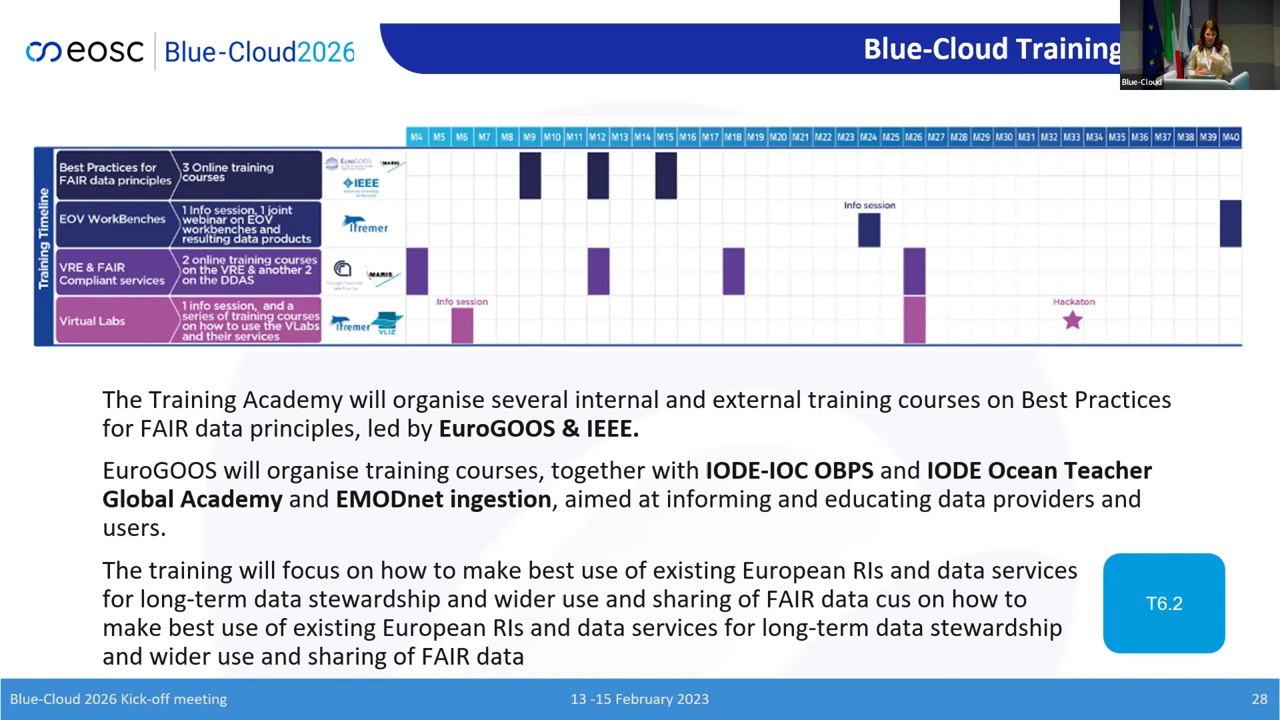 eosc
Blue-Cloud2026
Blue-Cloud Training
Blue-Cloud
M4 M5 M6 M7 M8 M9 M10 M11 M12 M13 M14 M15 M16 M17 M18 M19 M20 M21 M22 M23 M24 M25 M26 M27 M28 M29 M30 M31 M32 M33 M34 M35 M36 M37 M38 M39 M40
Training Timeline
Best Practices for
FAIR data principles
3 Online training
courses
EuroGOOS
MARIS
IEEE
EOV WorkBenches
1 Info session, 1 joint
webinar on EOV
workbenches and
resulting data products
Ifremer
Info session
VRE & FAIR
Compliant services
2 online training courses
on the VRE & another 2
on the DDAS
MARIS
Virtual Labs
1 info session, and a
series of training courses
on how to use the VLabs
and their services
Ifremer
VLIZ
Info session
Hackaton
The Training Academy will organise several internal and external training courses on Best Practices
for FAIR data principles, led by EuroGOOS & IEEE.
EuroGOOS will organise training courses, together with IODE-IOC OBPS and IODE Ocean Teacher
Global Academy and EMODnet ingestion, aimed at informing and educating data providers and
users.
The training will focus on how to make best use of existing European RIs and data services
for long-term data stewardship and wider use and sharing of FAIR data cus on how to
make best use of existing European RIs and data services for long-term data stewardship
and wider use and sharing of FAIR data
T6.2
Blue-Cloud 2026 Kick-off meeting
13 -15 February 2023
28